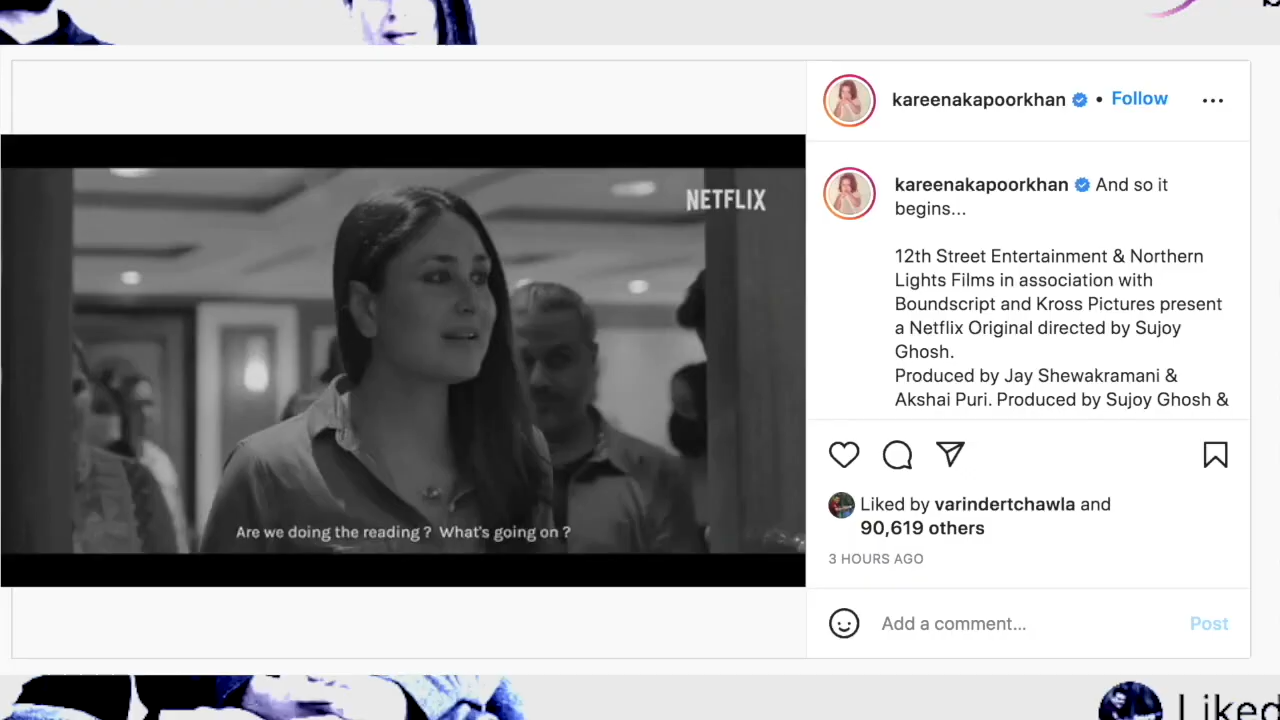 kareenakapoorkhan • Follow
kareenakapoorkhan And so it
begins...
12th Street Entertainment & Northern
Lights Films in association with
Boundscript and Kross Pictures present
a Netflix Original directed by Sujoy
Ghosh.
Produced by Jay Shewakramani &
Akshai Puri. Produced by Sujoy Ghosh &
NETFLIX
Are we doing the reading ? What's going on ?
Liked by varindertchawla and
90,619 others
3 HOURS AGO
Add a comment...
Post
Liked